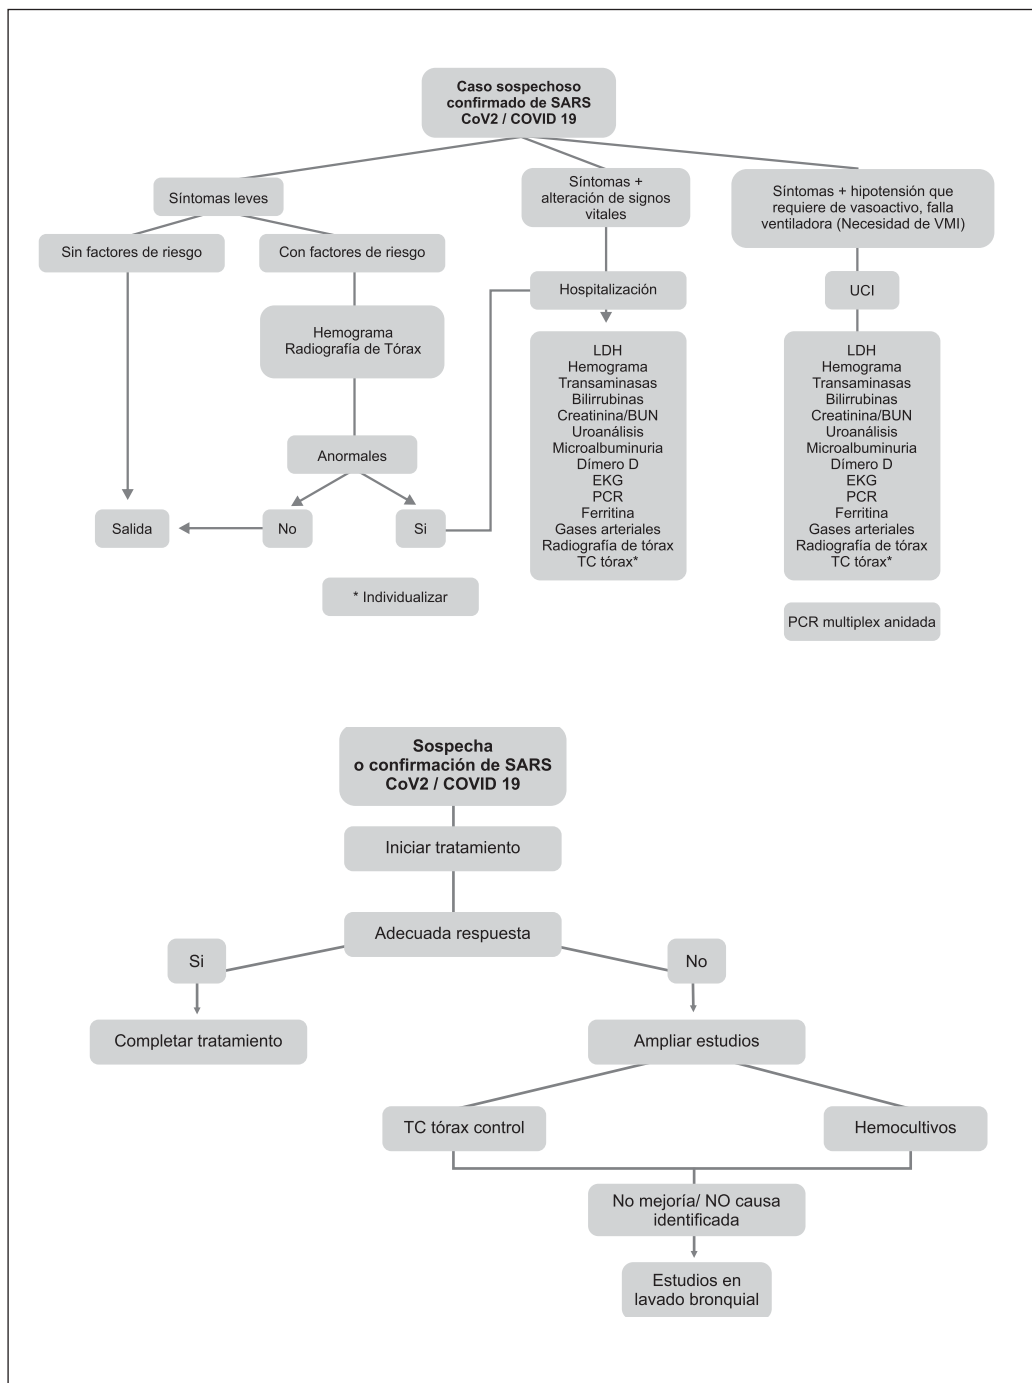 Caso sospechoso
confirmado de SARS
CoV2 / COVID 19
Síntomas leves
Síntomas +
alteración de signos
vitales
Síntomas + hipotensión que
requiere de vasoactivo, falla
ventiladora (Necesidad de VMI)
Sin factores de riesgo
Con factores de riesgo
Hospitalización
UCI
Hemograma
Radiografía de Tórax
Anormales
Salida
No
Si
LDH
Hemograma
Transaminasas
Bilirrubinas
Creatinina/BUN
Uroanálisis
Microalbuminuria
Dímero D
EKG
PCR
Ferritina
Gases arteriales
Radiografía de tórax
TC tórax*
LDH
Hemograma
Transaminasas
Bilirrubinas
Creatinina/BUN
Uroanálisis
Microalbuminuria
Dímero D
EKG
PCR
Ferritina
Gases arteriales
Radiografía de tórax
TC tórax*
* Individualizar
PCR multiplex anidada
Sospecha
o confirmación de SARS
CoV2 / COVID 19
Iniciar tratamiento
Adecuada respuesta
Si
No
Completar tratamiento
Ampliar estudios
TC tórax control
Hemocultivos
No mejoría/ NO causa
identificada
Estudios en
lavado bronquial